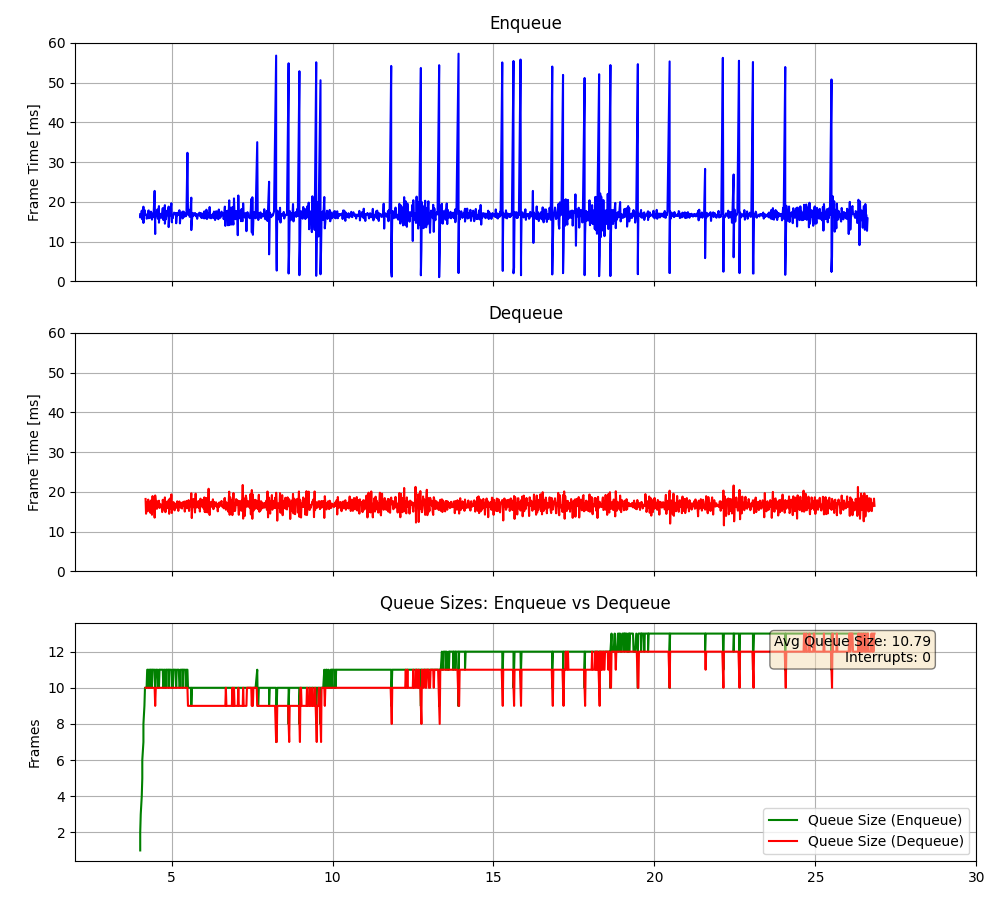 Enqueue
60
50
40
30
20
10
0
Frame Time [ms]
Dequeue
60
50
40
30
20
10
0
Frame Time [ms]
Queue Sizes: Enqueue vs Dequeue
12
10
8
6
4
2
Frames
Avg Queue Size: 10.79
Interrupts: 0
Queue Size (Enqueue)
Queue Size (Dequeue)
5 10 15 20 25 30